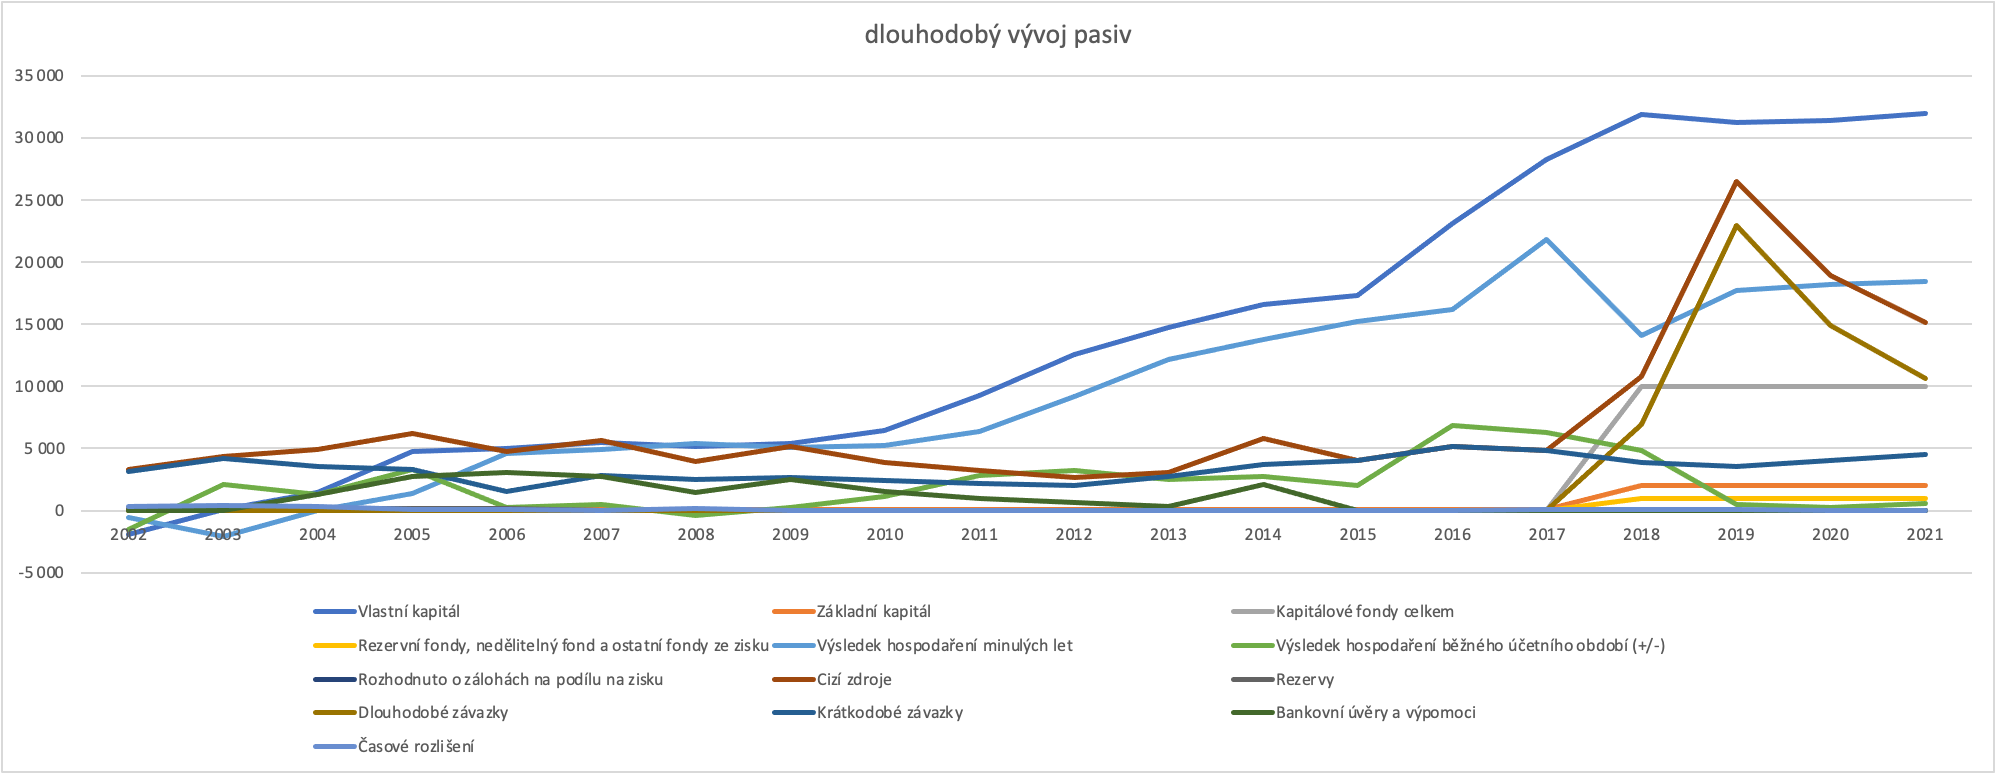 dlouhodobý vývoj pasiv
35 000
30 000
25 000
20 000
15 000
10 000
5 000
0
-5 000
2002 2003 2004 2005 2006 2007 2008 2009 2010 2011 2012 2013 2014 2015 2016 2017 2018 2019 2020 2021
Vlastní kapitál Základní kapitál Kapitálové fondy celkem
Rezervní fondy, nedělitelný fond a ostatní fondy ze zisku Výsledek hospodaření minulých let Výsledek hospodaření běžného účetního období (+/-)
Rozhodnuto o zálohách na podílu na zisku Cizí zdroje Rezervy
Dlouhodobé závazky Krátkodobé závazky Bankovní úvěry a výpomoci
Časové rozlišení